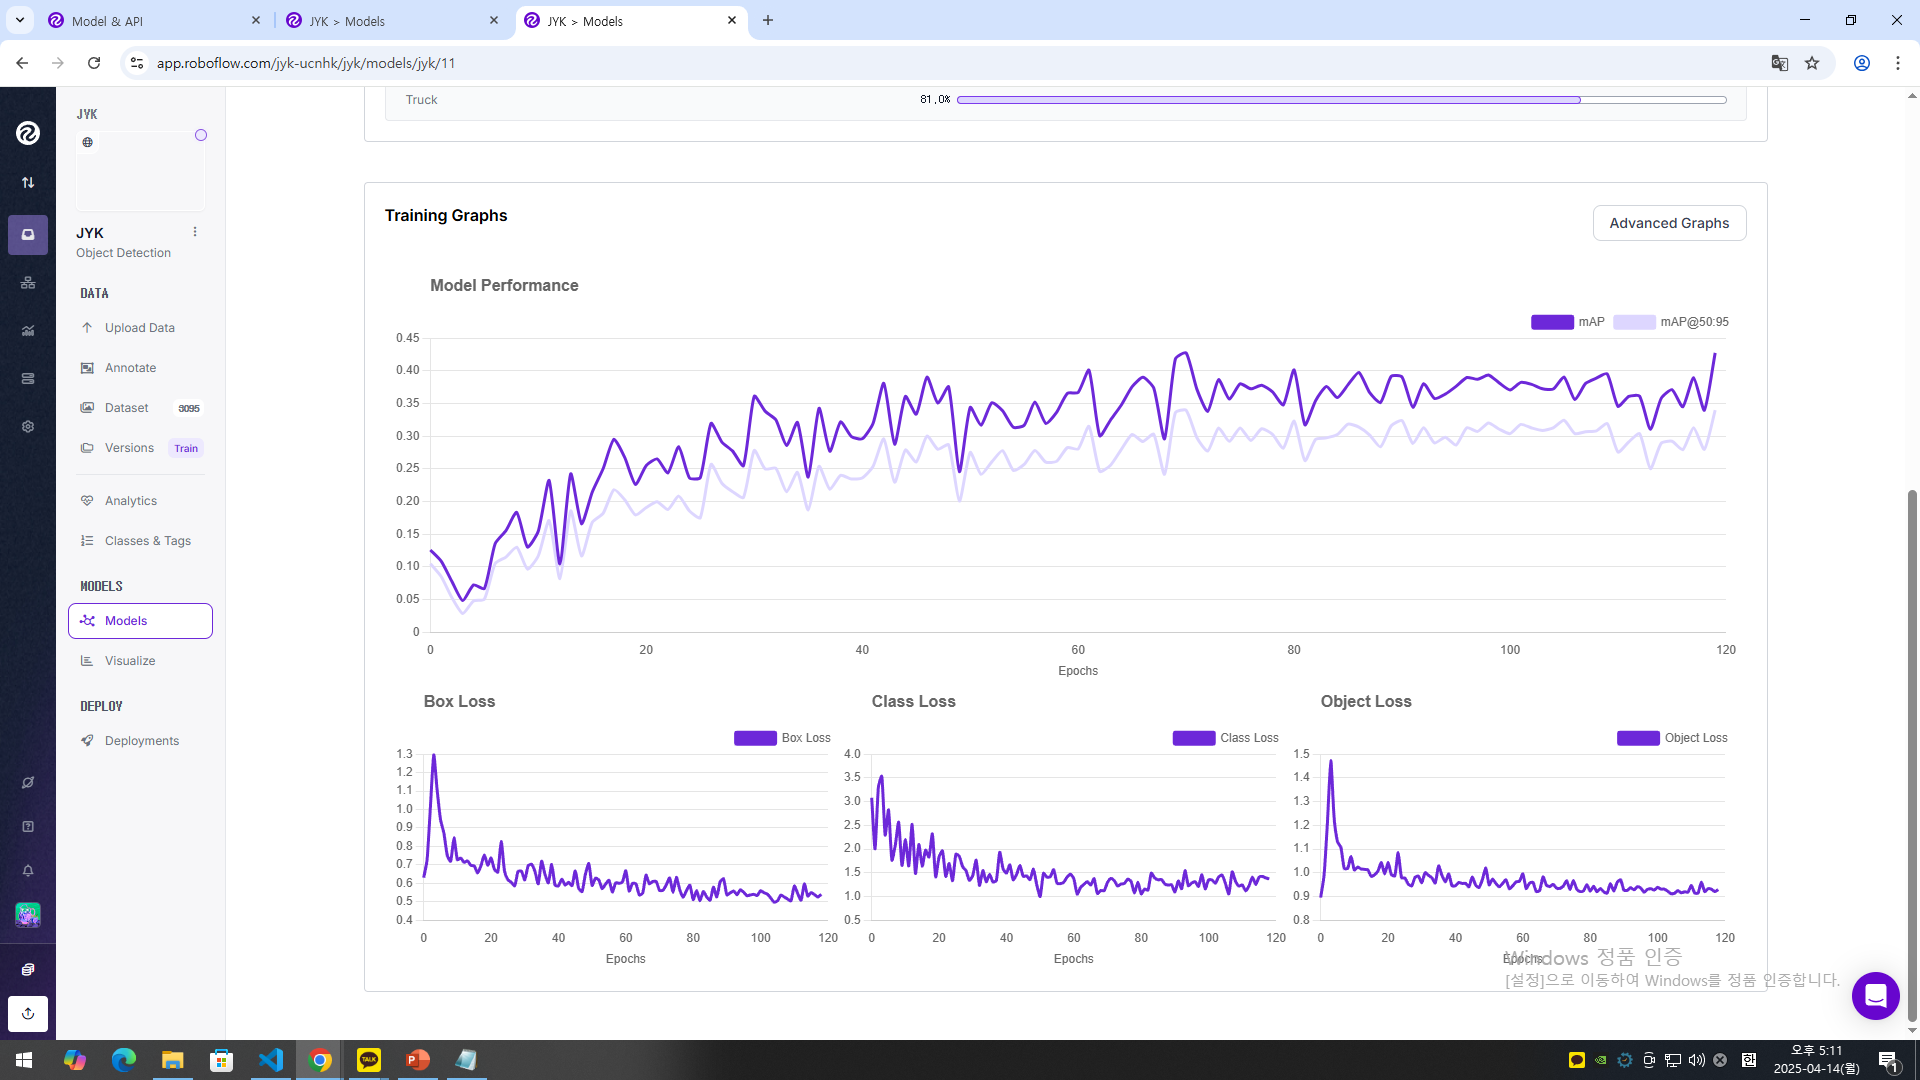 Model & API
JYK > Models
JYK > Models
app.roboflow.com/jyk-ucnhk/jyk/models/jyk/11
JYK
JYK
Object Detection
DATA
Upload Data
Annotate
Dataset 3095
Versions Train
Analytics
Classes & Tags
MODELS
Models
Visualize
DEPLOY
Deployments
Truck 81.0%
Training Graphs
Advanced Graphs
Model Performance
mAP mAP@50:95
0.45
0.40
0.35
0.30
0.25
0.20
0.15
0.10
0.05
0
0 20 40 60 80 100 120
Epochs
Box Loss
Box Loss
1.3
1.2
1.1
1.0
0.9
0.8
0.7
0.6
0.5
0.4
0 20 40 60 80 100 120
Epochs
Class Loss
Class Loss
4.0
3.5
3.0
2.5
2.0
1.5
1.0
0.5
0 20 40 60 80 100 120
Epochs
Object Loss
Object Loss
1.5
1.4
1.3
1.2
1.1
1.0
0.9
0.8
0 20 40 60 80 100 120
Epochs
Windows 정품 인증
[설정]으로 이동하여 Windows를 정품 인증합니다.
TALK
P
한
오후 5:11
2025-04-14(월)
1